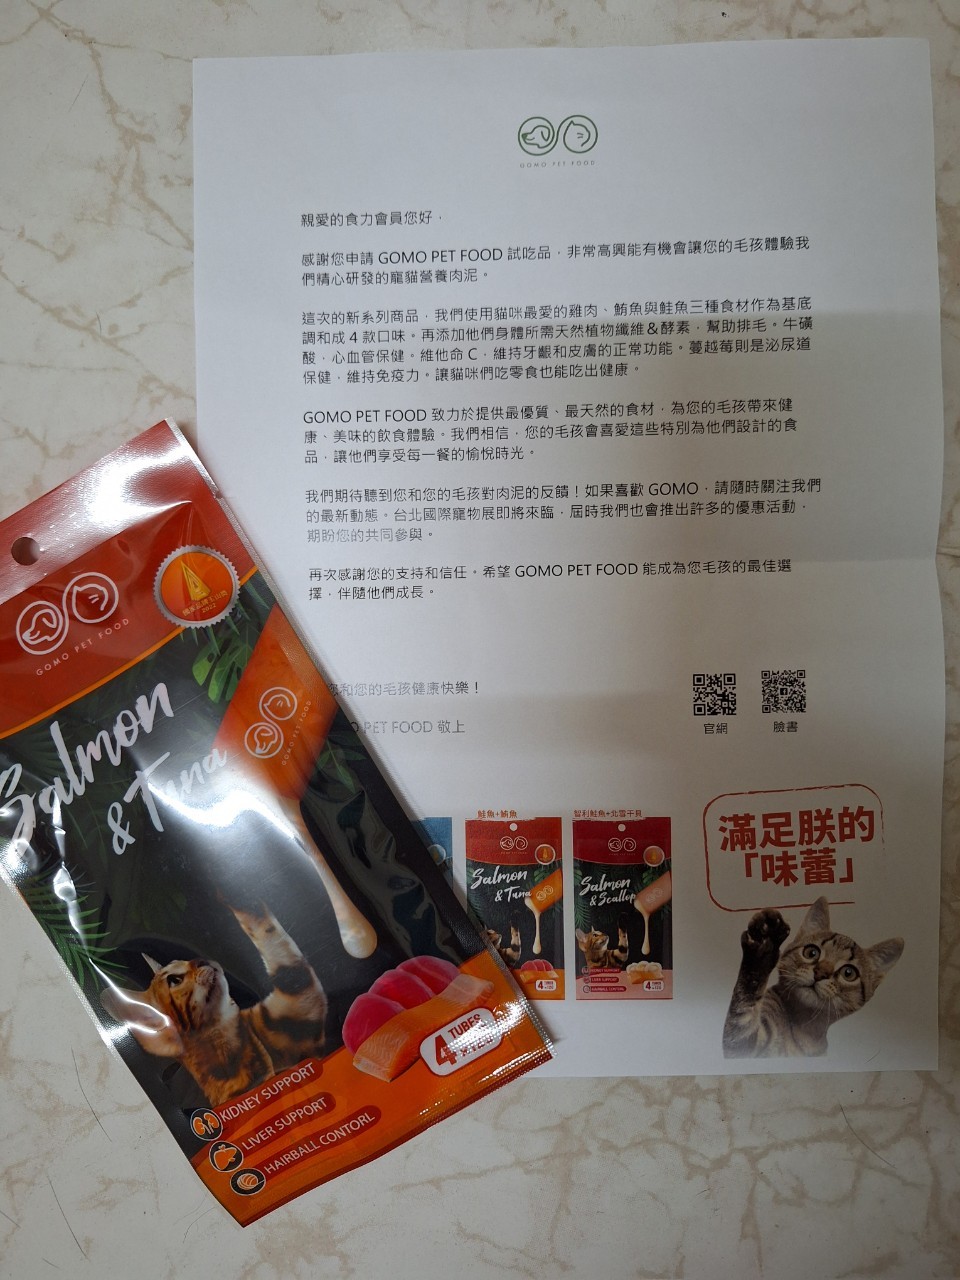 GOMO PET FOOD
親愛的食力會員您好，
感謝您申請 GOMO PET FOOD 試吃品，非常高興能有機會讓您的毛孩體驗我
們精心研發的寵貓營養肉泥。
這次的新系列商品，我們使用貓咪最愛的雞肉、鮪魚與鮭魚三種食材作為基底
調和成 4 款口味。再添加他們身體所需天然植物纖維&酵素，幫助排毛。牛磺
酸，心血管保健。維他命 C，維持牙齦和皮膚的正常功能。蔓越莓則是泌尿道
保健，維持免疫力。讓貓咪們吃零食也能吃出健康。
GOMO PET FOOD 致力於提供最優質、最天然的食材，為您的毛孩帶來健
康、美味的飲食體驗。我們相信，您的毛孩會喜愛這些特別為他們設計的食
品，讓他們享受每一餐的愉悅時光。
我們期待聽到您和您的毛孩對肉泥的反饋！如果喜歡 GOMO，請隨時關注我們
的最新動態。台北國際寵物展即將來臨，屆時我們也會推出許多的優惠活動，
期盼您的共同參與。
再次感謝您的支持和信任。希望 GOMO PET FOOD 能成為您毛孩的最佳選
擇，伴隨他們成長。
您和您的毛孩健康快樂！
PET FOOD 敬上
官網 臉書
鮭魚+鮪魚
Salmon
& Tuna
4
智利鮭魚+北雪干貝
Salmon
& Scallop
KIDNEY SUPPORT
LIVER SUPPORT
HAIRBALL CONTORL
4
滿足朕的
「味蕾」
GOMO PET FOOD
2022
Salmon
& Tuna
GOMO PET FOOD
4 TUBES
KIDNEY SUPPORT
LIVER SUPPORT
HAIRBALL CONTORL